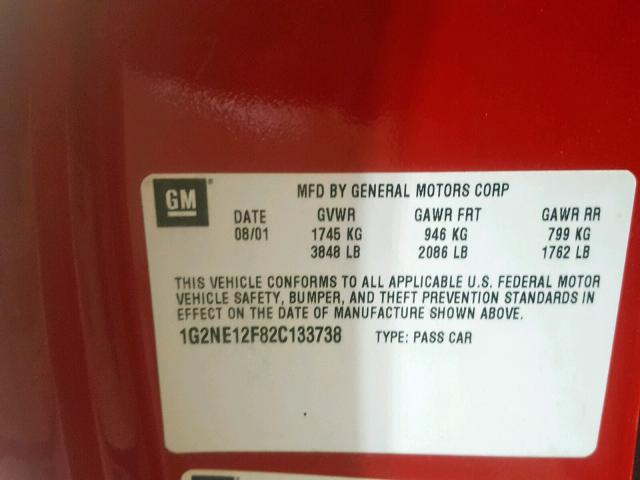 GM® MFD BY GENERAL MOTORS CORP
DATE GVWR GAWR FRT GAWR RR
08/01 1745 KG 946 KG 799 KG
3848 LB 2086 LB 1762 LB
THIS VEHICLE CONFORMS TO ALL APPLICABLE U.S. FEDERAL MOTOR
VEHICLE SAFETY, BUMPER, AND THEFT PREVENTION STANDARDS IN
EFFECT ON THE DATE OF MANUFACTURE SHOWN ABOVE.
1G2NE12F82C133738 TYPE: PASS CAR